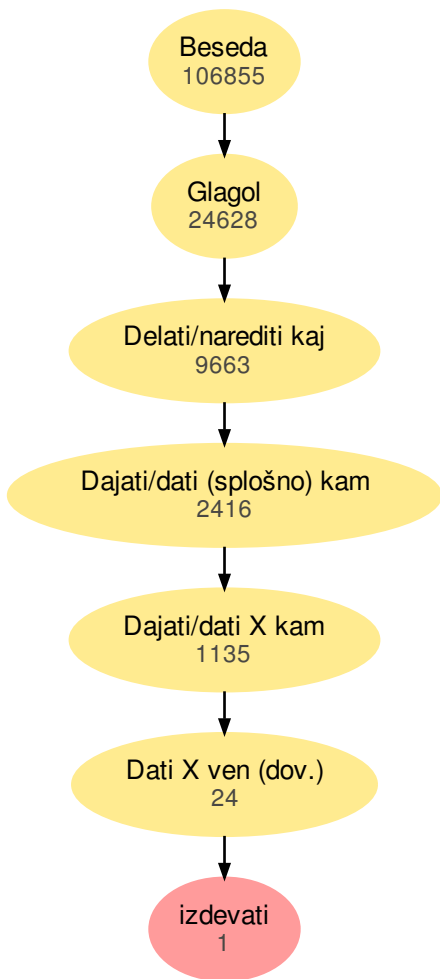 Beseda
106855
Glagol
24628
Delati/narediti kaj
9663
Dajati/dati (splošno) kam
2416
Dajati/dati X kam
1135
Dati X ven (dov.)
24
izdevati
1